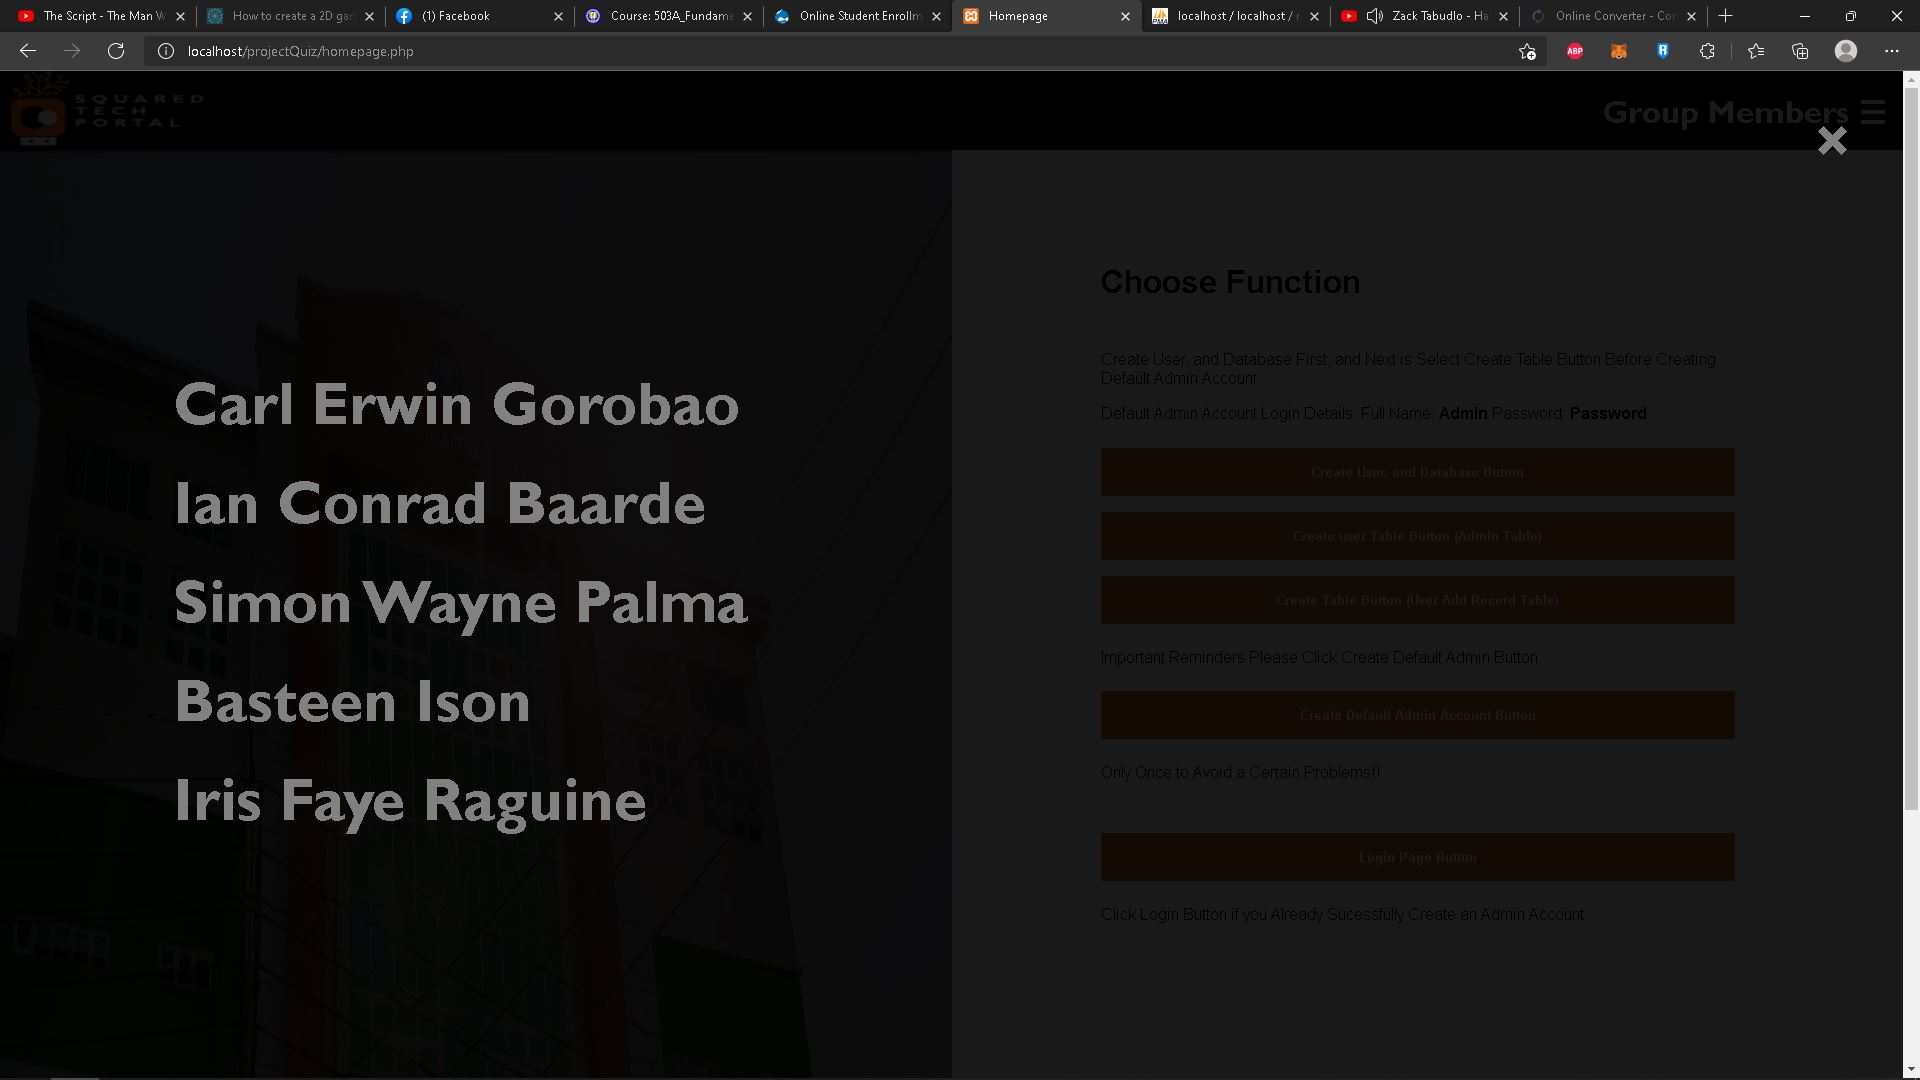 The Script - The Man W
How to create a 2D gan
(1) Facebook
Course: 503A_Fundame
Online Student Enrollm
Homepage
localhost / localhost /
Zack Tabudlo - Ha
Online Converter - Con
localhost/projectQuiz/homepage.php
ABP
SQUARED
TECH
PORTAL
Group Members
Carl Erwin Gorobao
Ian Conrad Baarde
Simon Wayne Palma
Basteen Ison
Iris Faye Raguine
Choose Function
Create User, and Database First, and Next is Select Create Table Button Before Creating
Default Admin Account
Default Admin Account Login Details: Full Name: Admin Password: Password
Create User, and Database Button
Create user Table Button (Admin Table)
Create Table Button (User Add Record Table)
Important Reminders Please Click Create Default Admin Button
Create Default Admin Account Button
Only Once to Avoid a Certain Problems!!
Login Page Button
Click Login Button if you Already Sucessfully Create an Admin Account